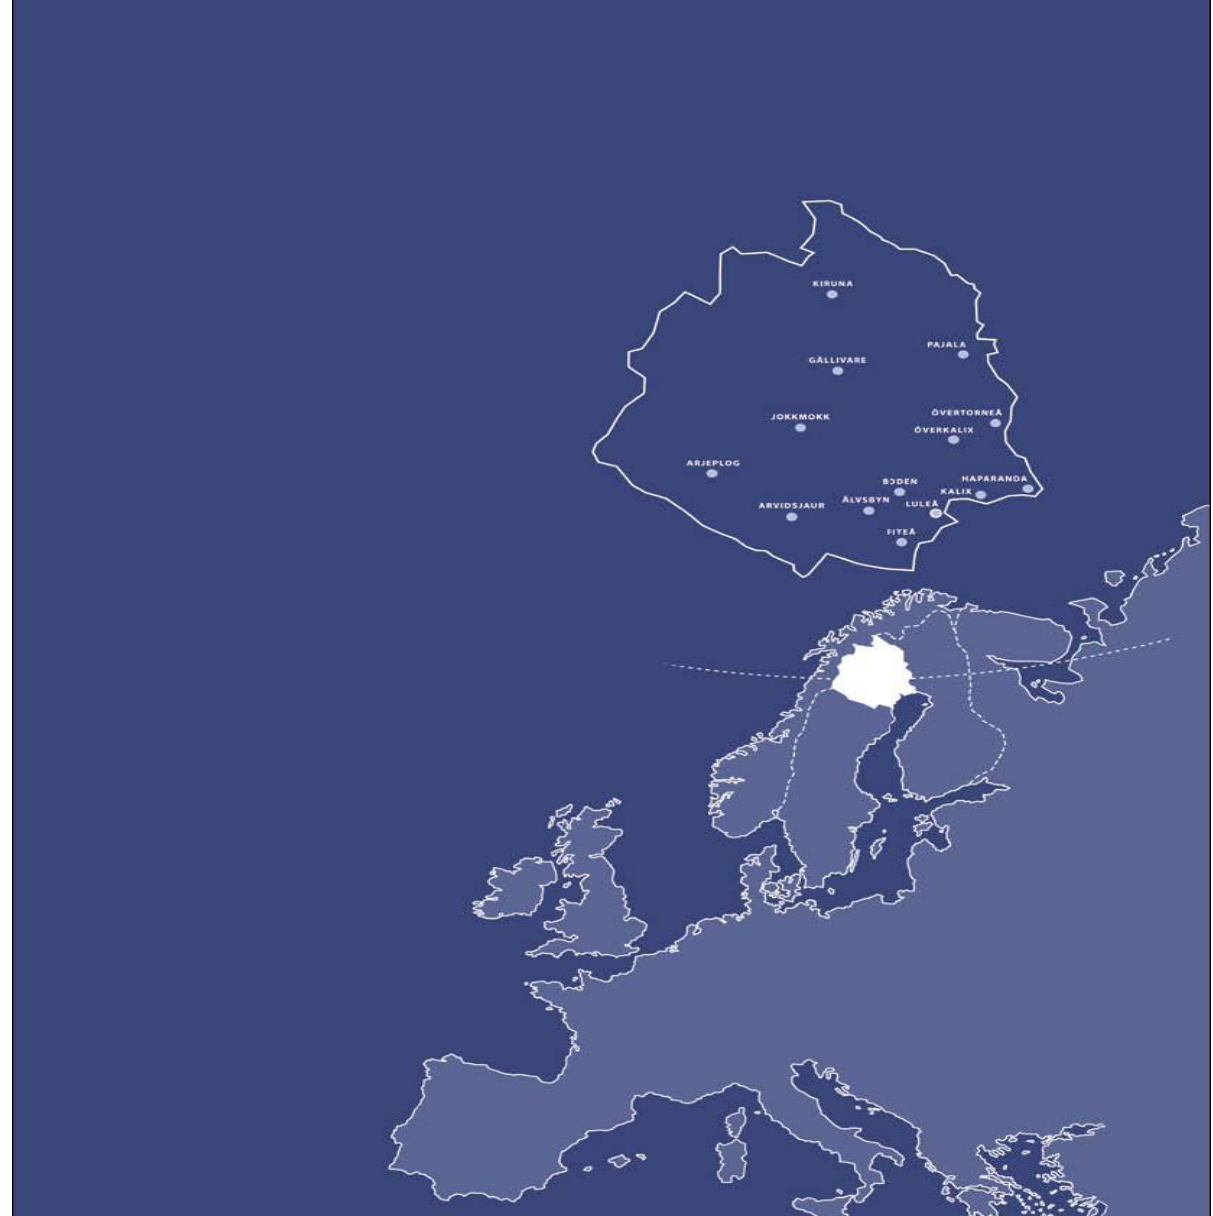 KIRUNA
PAJALA
GÄLLIVARE
JOKKMOKK
ÖVERTORNEÅ
ÖVERKALIX
ARJEPLOG
HAPARANDA
BODEN
KALIX
ÄLVSBYN
LULEÅ
ARVIDSJAUR
PITEÅ